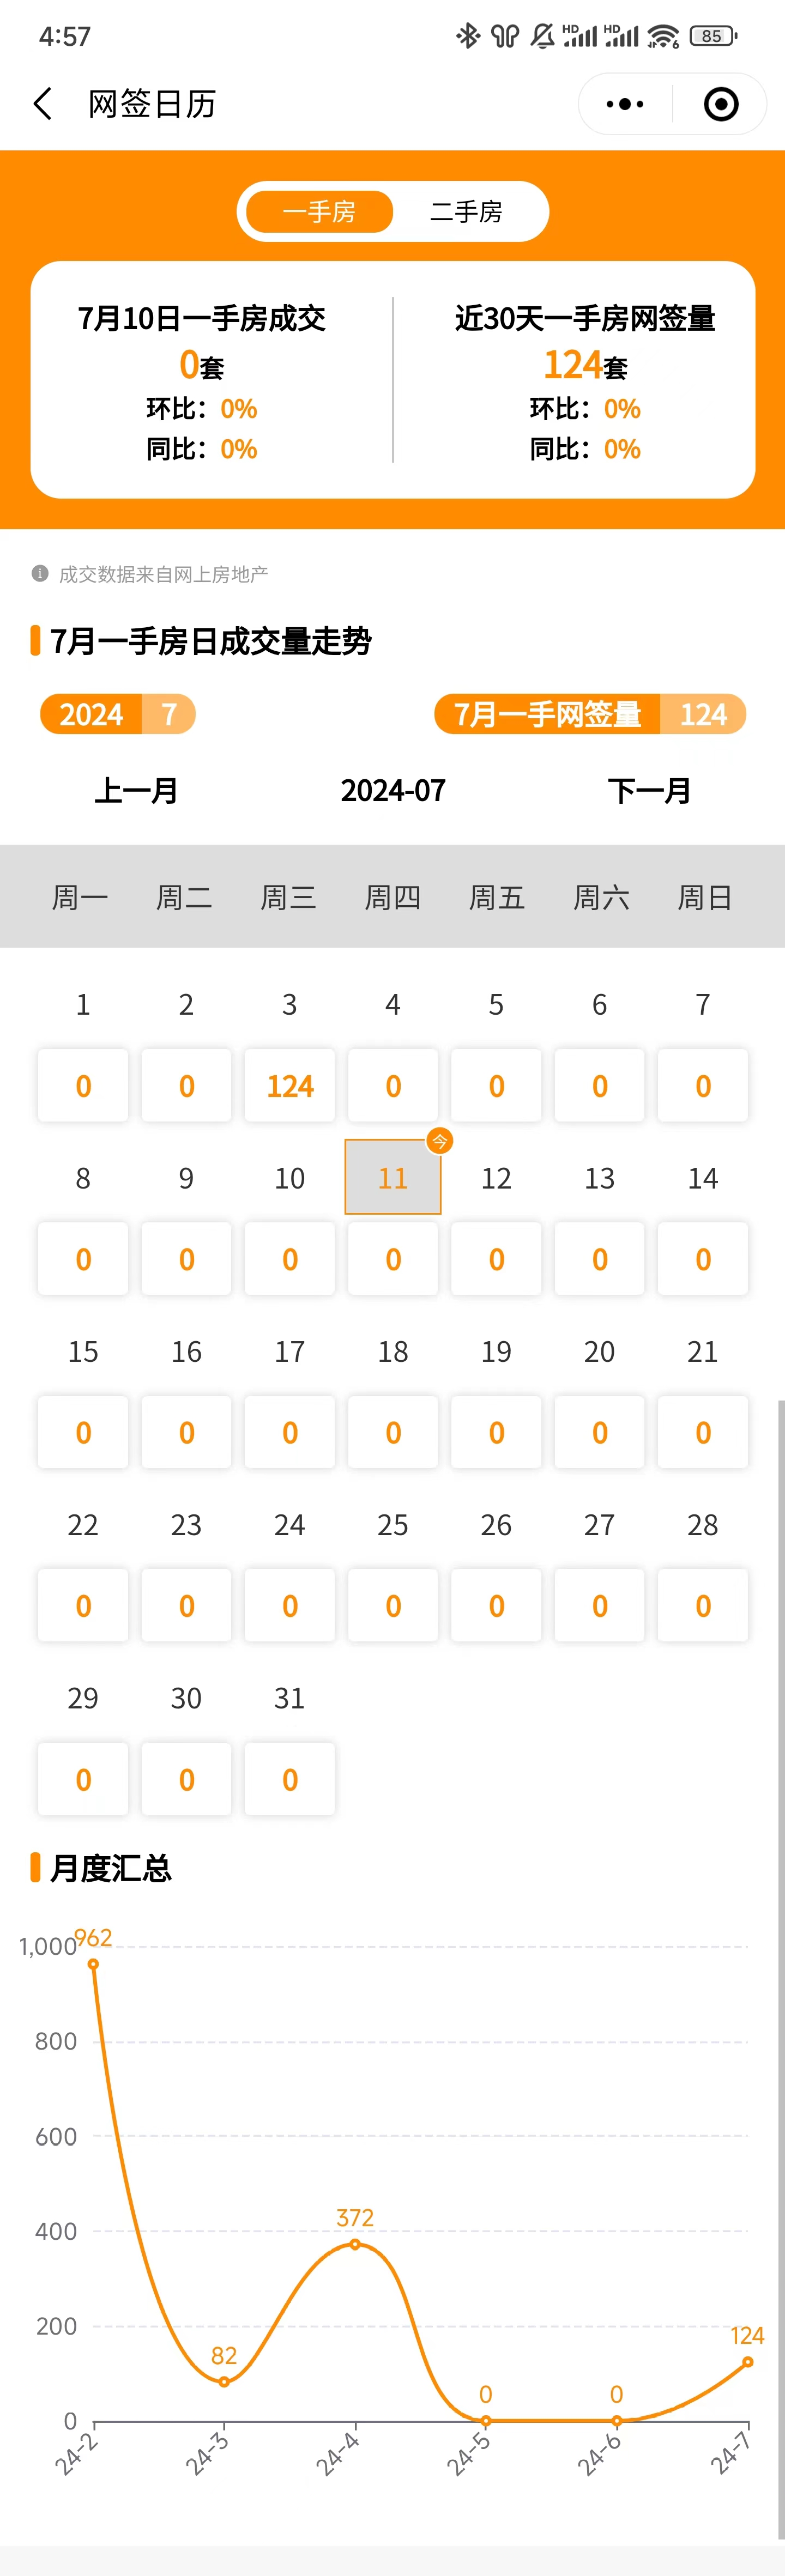 4:57
HD HD 6 85
网签日历
一手房 二手房
7月10日一手房成交
0套
环比：0%
同比：0%
近30天一手房网签量
124套
环比：0%
同比：0%
成交数据来自网上房地产
7月一手房日成交量走势
2024 7 7月一手网签量 124
上一月 2024-07 下一月
周一 周二 周三 周四 周五 周六 周日
1 2 3 4 5 6 7
0 0 124 0 0 0 0
今
8 9 10 11 12 13 14
0 0 0 0 0 0 0
15 16 17 18 19 20 21
0 0 0 0 0 0 0
22 23 24 25 26 27 28
0 0 0 0 0 0 0
29 30 31
0 0 0
月度汇总
962
1,000
800
600
372
400
200
124
82
0 0
0
24-2 24-3 24-4 24-5 24-6 24-7